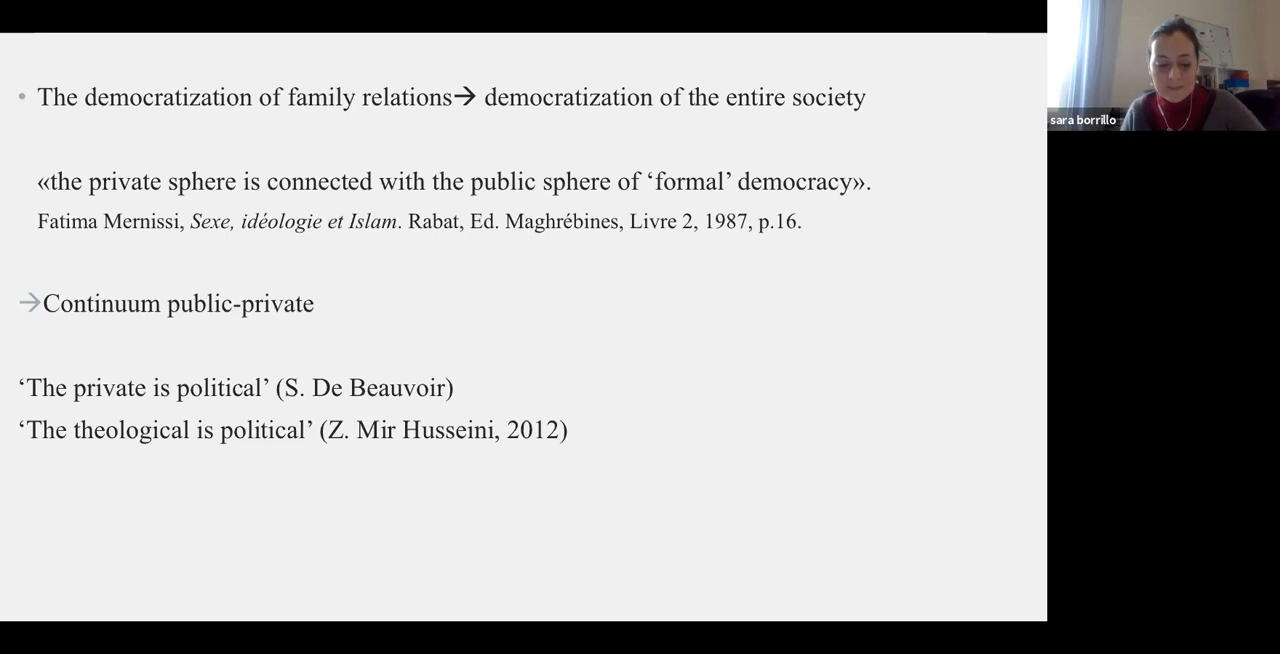 • The democratization of family relations→ democratization of the entire society
«the private sphere is connected with the public sphere of ‘formal’ democracy».
Fatima Mernissi, Sexe, idéologie et Islam. Rabat, Ed. Maghrébines, Livre 2, 1987, p.16.
→Continuum public-private
‘The private is political’ (S. De Beauvoir)
‘The theological is political’ (Z. Mir Husseini, 2012)
sara borrillo